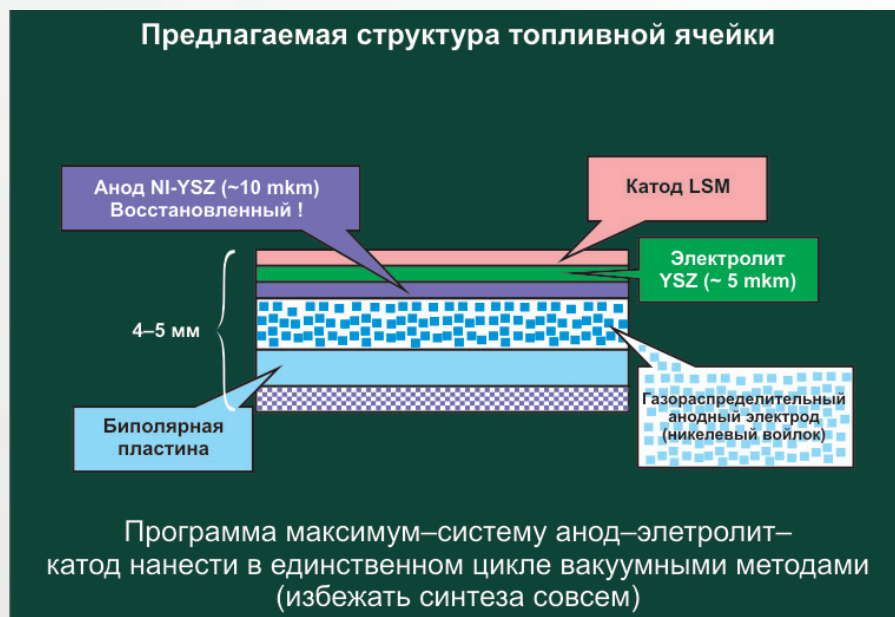 Предлагаемая структура топливной ячейки
Анод NI-YSZ (~10 mkm)
Восстановленный !
Катод LSM
Электролит
YSZ (~ 5 mkm)
4–5 мм
Биполярная
пластина
Газораспределительный
анодный электрод
(никелевый войлок)
Программа максимум–систему анод–элетролит–
катод нанести в единственном цикле вакуумными методами
(избежать синтеза совсем)